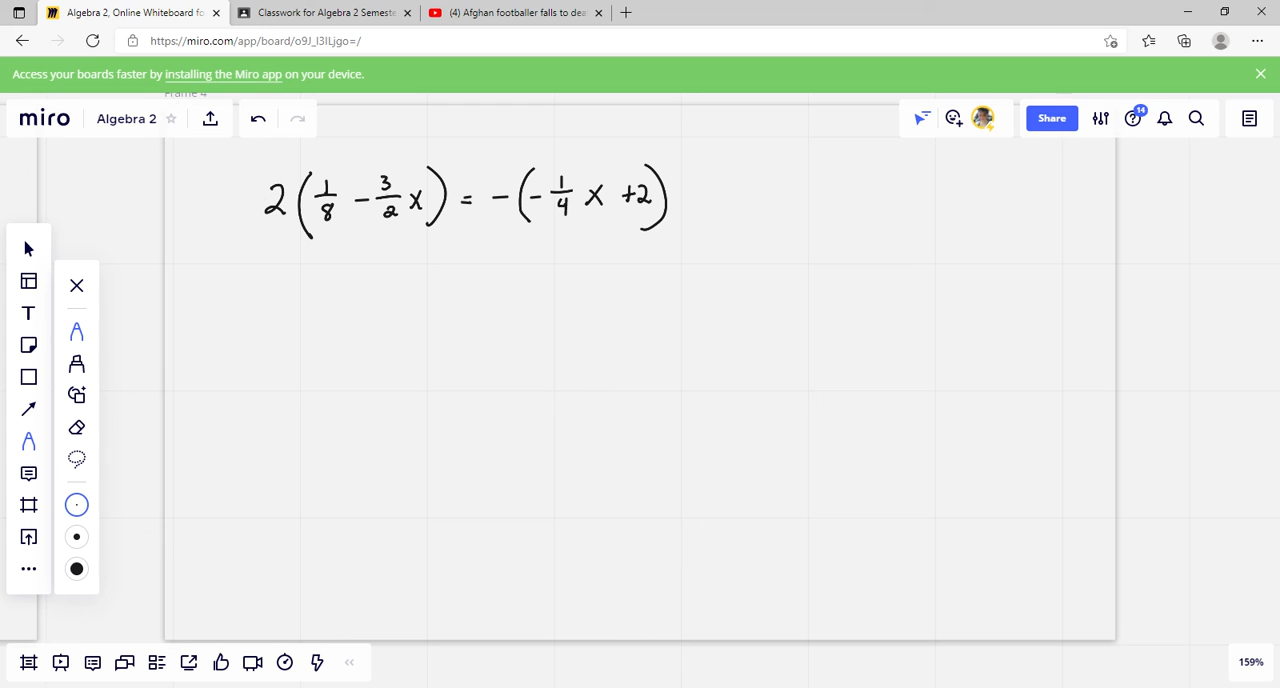 Algebra 2, Online Whiteboard fo
Classwork for Algebra 2 Semeste
(4) Afghan footballer falls to dea
https://miro.com/app/board/o9J_l3lLjgo=/
Access your boards faster by installing the Miro app on your device.
Frame 4
miro
Algebra 2
Share
14
2(1/8 - 3/2 x) = -(-1/4 x + 2)
T
159%